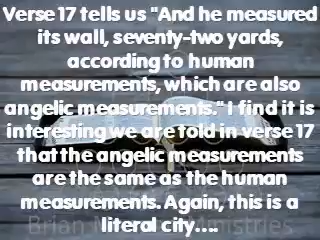 Verse 17 tells us "And he measured
its wall, seventy-two yards,
according to human
measurements, which are also
angelic measurements." I find it is
interesting we are told in verse 17
that the angelic measurements
are the same as the human
measurements. Again, this is a
literal city....